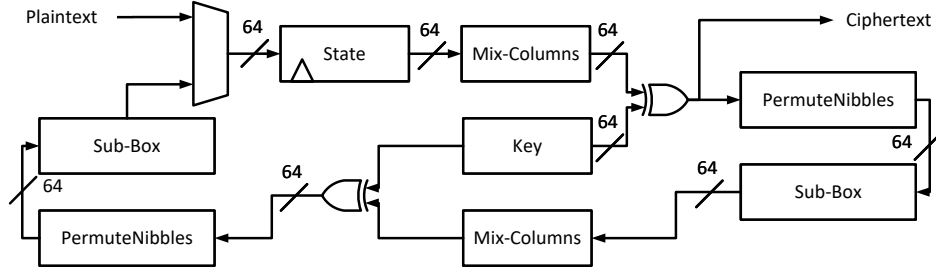 Plaintext
64
State
64
Mix-Columns
64
Ciphertext
PermuteNibbles
Sub-Box
64
Key
64
64
64
64
Sub-Box
PermuteNibbles
Mix-Columns